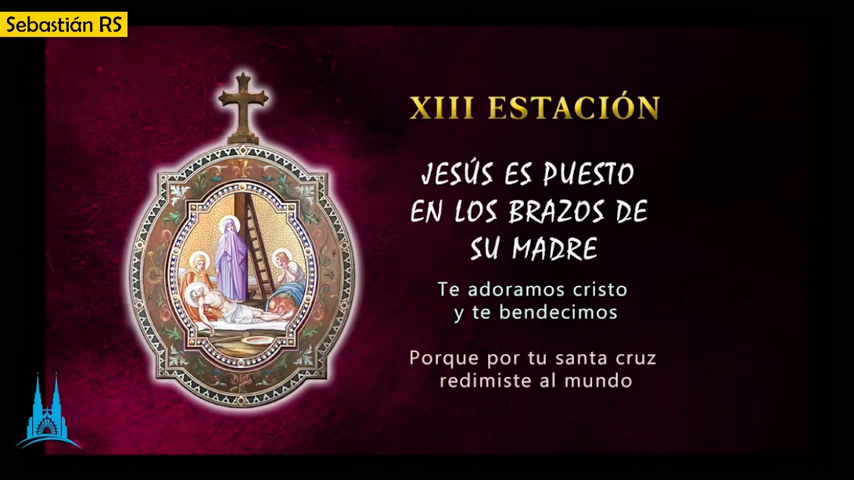 Sebastián RS
XIII ESTACIÓN
JESÚS ES PUESTO
EN LOS BRAZOS DE
SU MADRE
Te adoramos cristo
y te bendecimos
Porque por tu santa cruz
redimiste al mundo